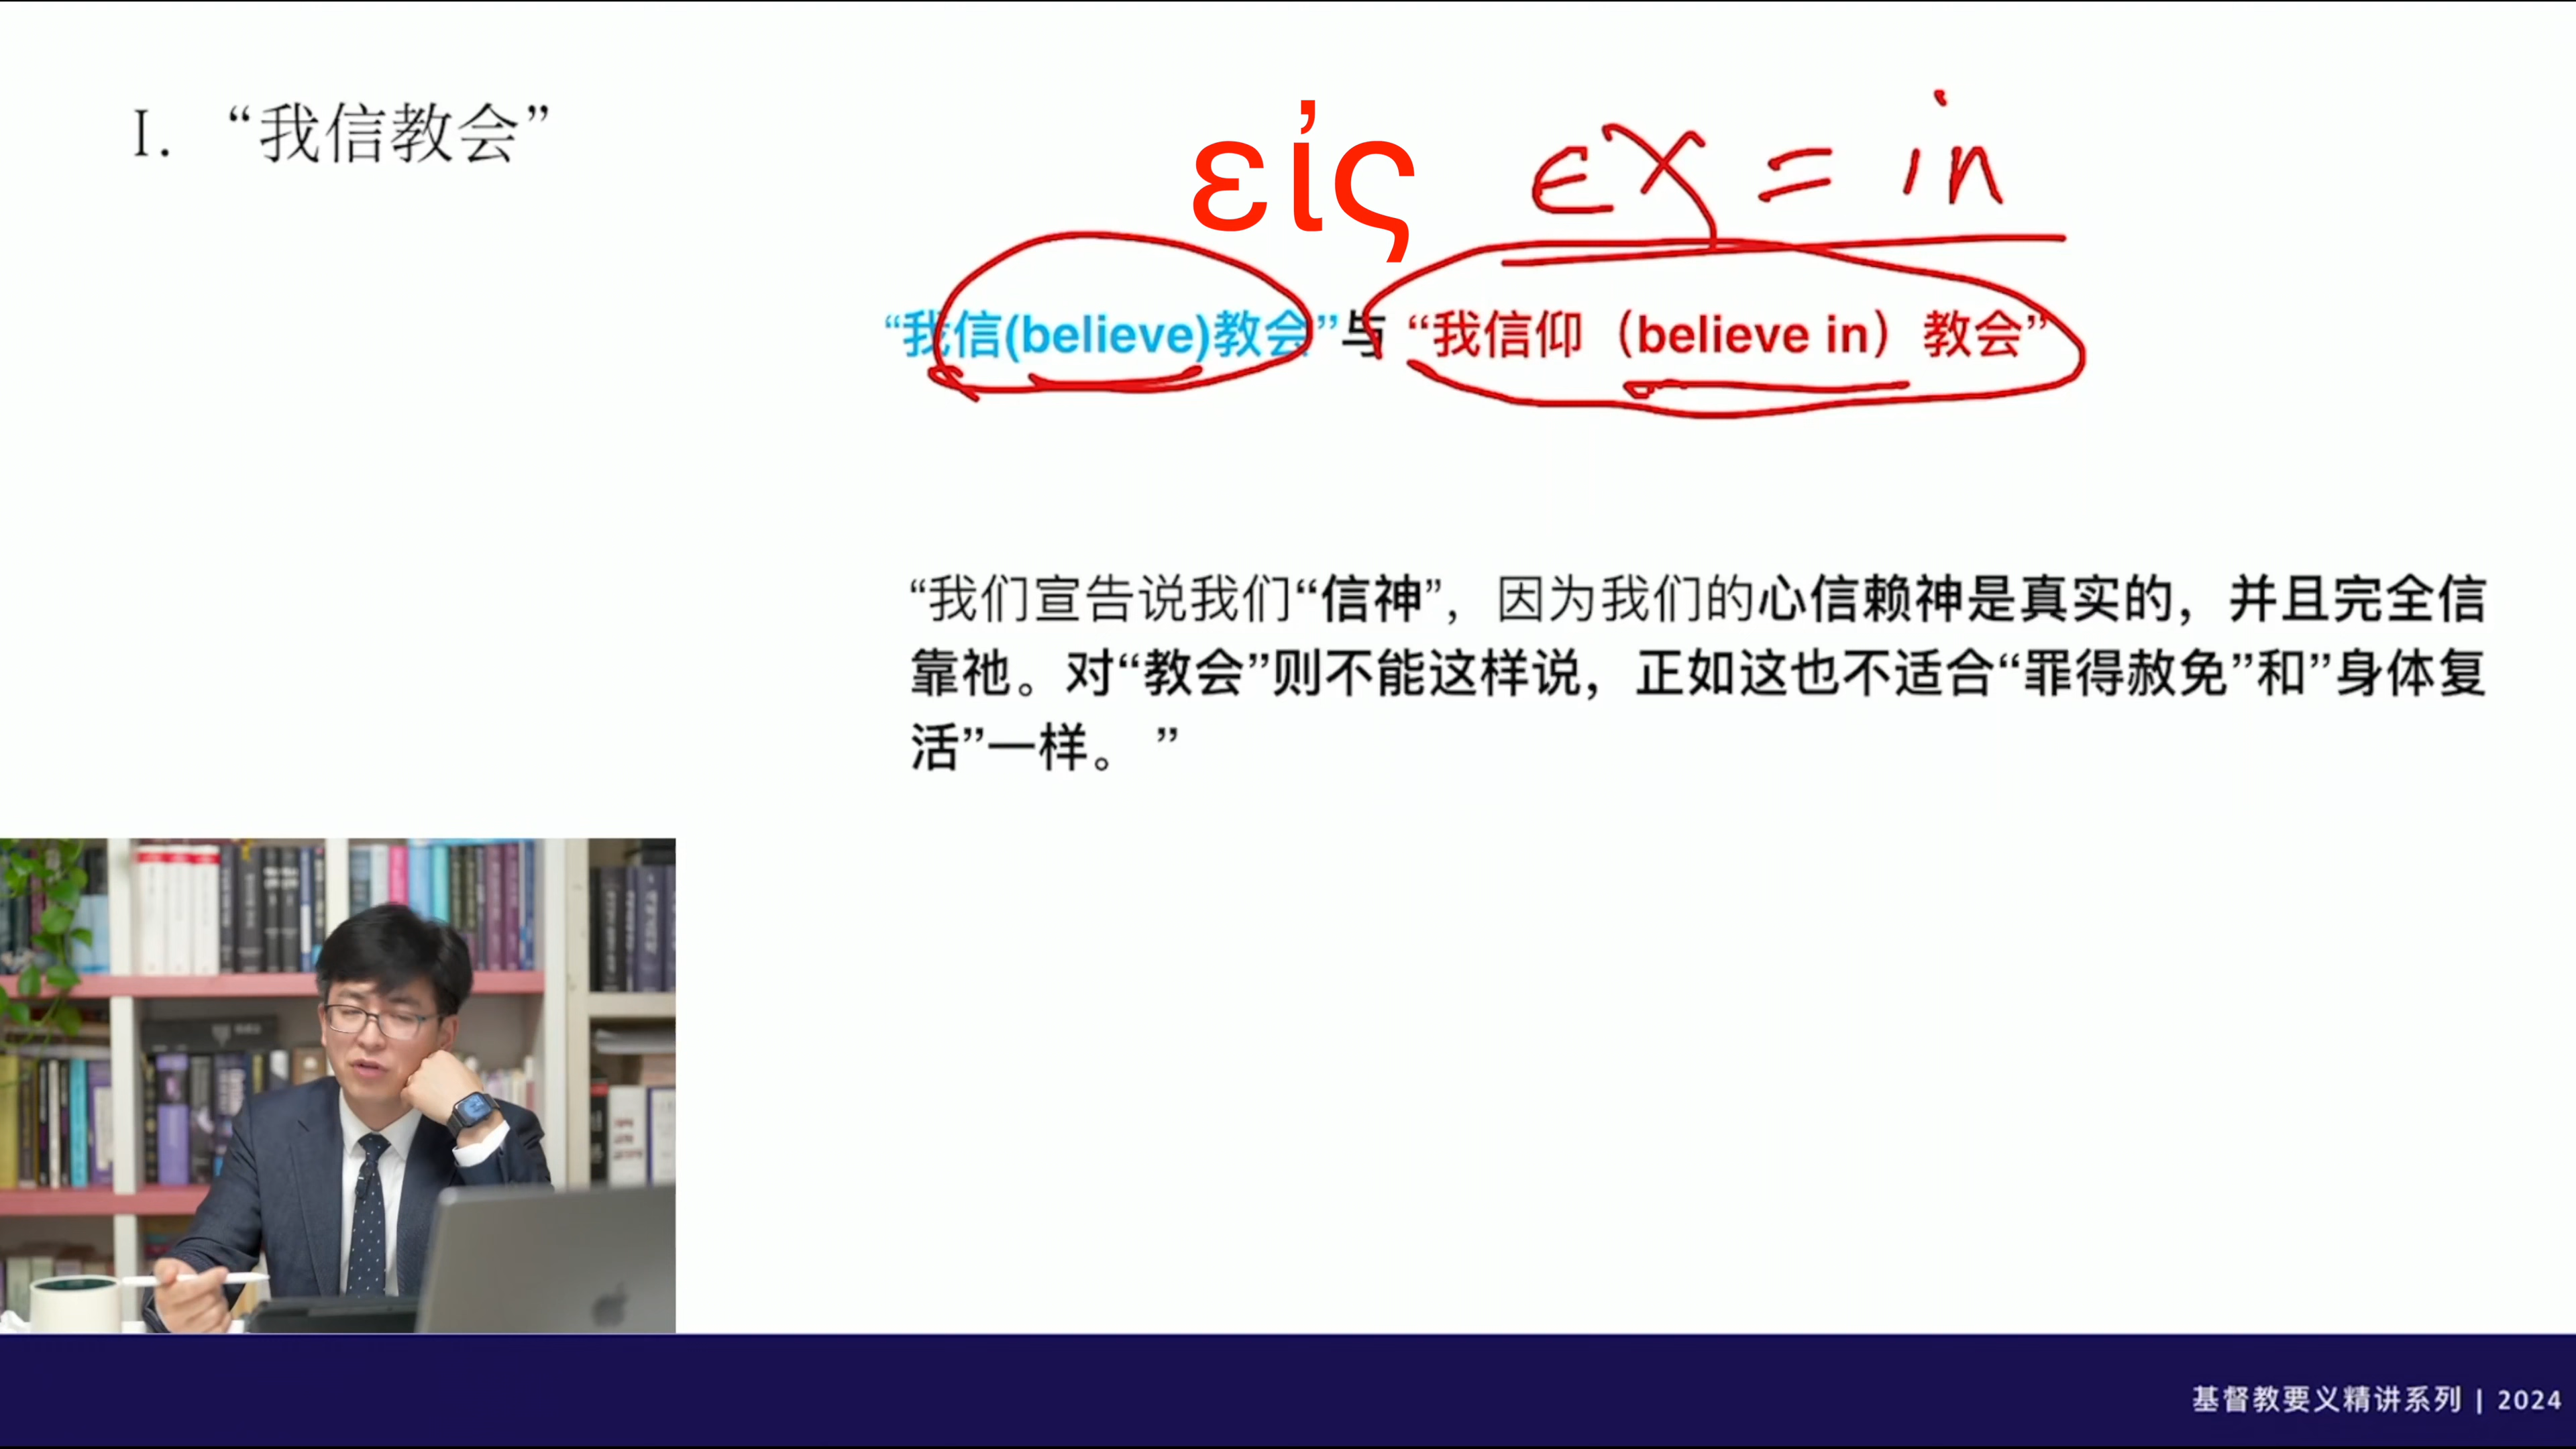 I. “我信教会”
εἰς ex = in
“我信(believe)教会”与 “我信仰（believe in）教会”
“我们宣告说我们“信神”，因为我们的心信赖神是真实的，并且完全信
靠祂。对“教会”则不能这样说，正如这也不适合“罪得赦免”和”身体复
活”一样。 ”
基督教要义精讲系列 | 2024